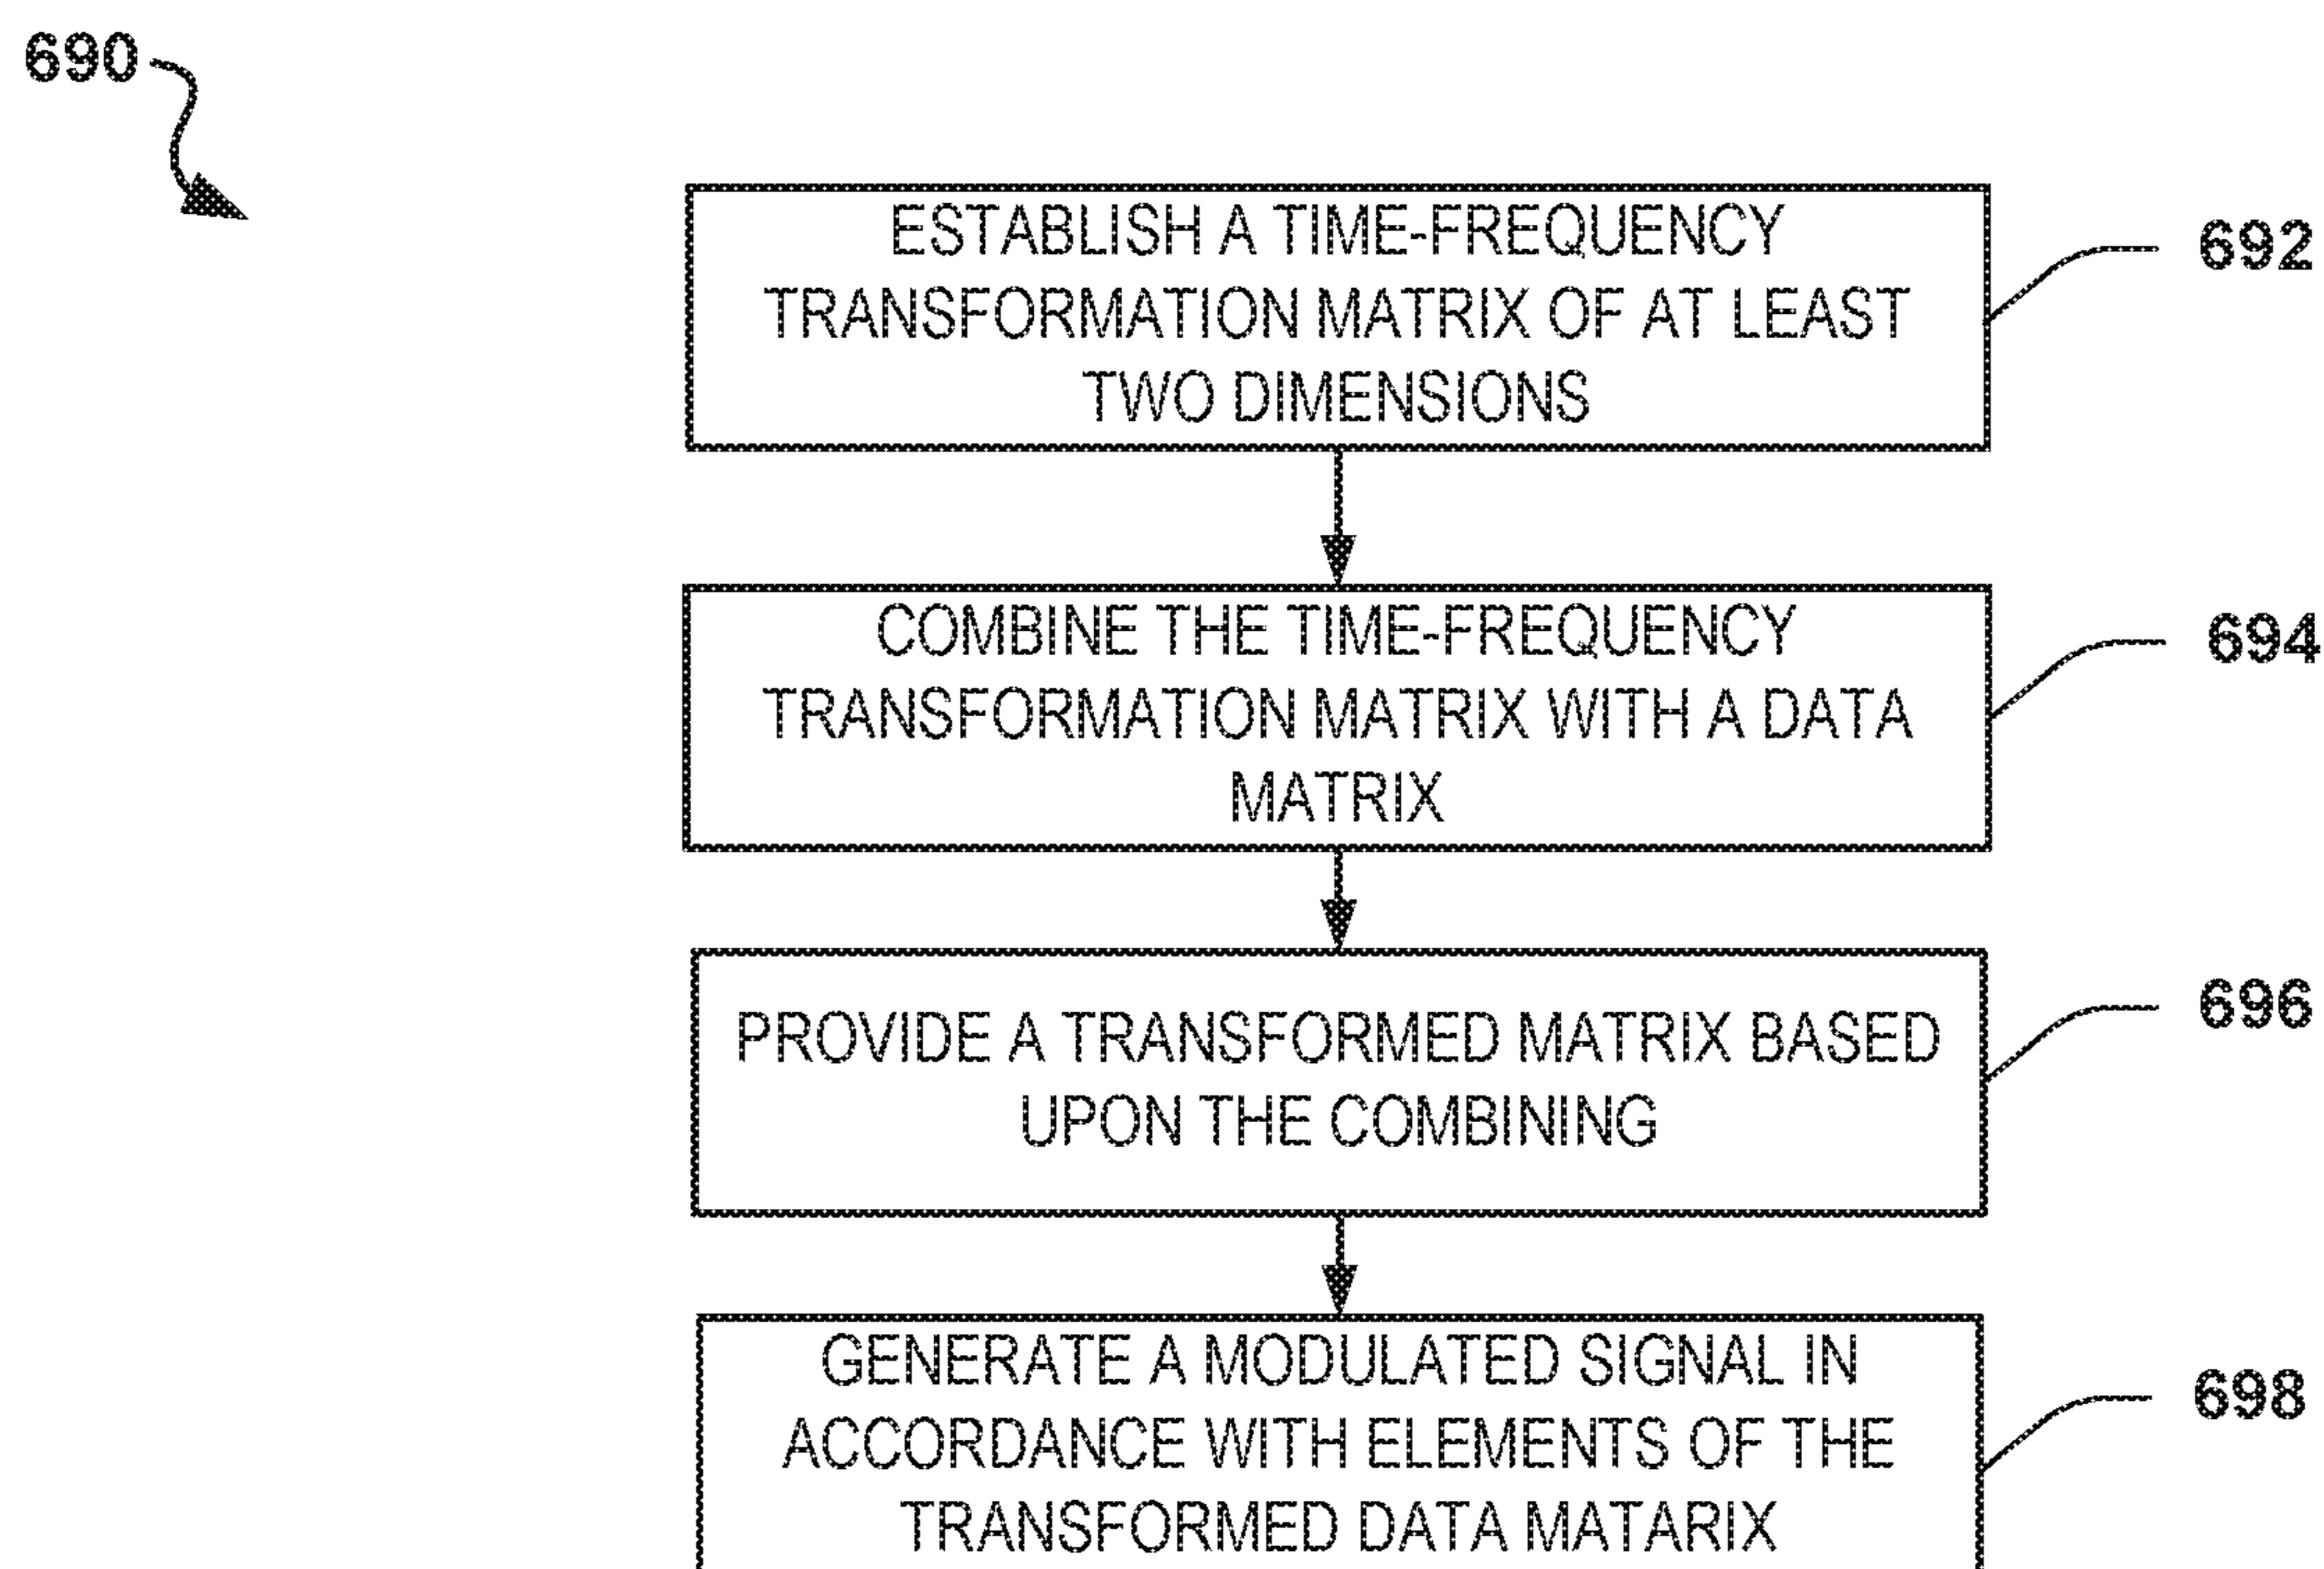 690
ESTABLISH A TIME-FREQUENCY
TRANSFORMATION MATRIX OF AT LEAST
TWO DIMENSIONS
692
COMBINE THE TIME-FREQUENCY
TRANSFORMATION MATRIX WITH A DATA
MATRIX
694
PROVIDE A TRANSFORMED MATRIX BASED
UPON THE COMBINING
696
GENERATE A MODULATED SIGNAL IN
ACCORDANCE WITH ELEMENTS OF THE
TRANSFORMED DATA MATARIX
698